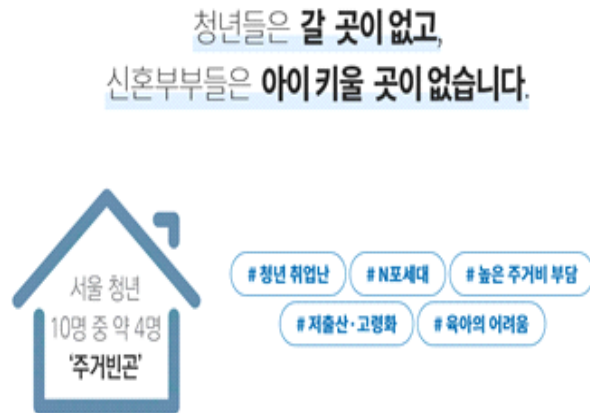 청년들은 갈 곳이 없고,
신혼부부들은 아이 키울 곳이 없습니다.
서울 청년
10명 중 약 4명
‘주거빈곤’
# 청년 취업난
# N포세대
# 높은 주거비 부담
# 저출산·고령화
# 육아의 어려움